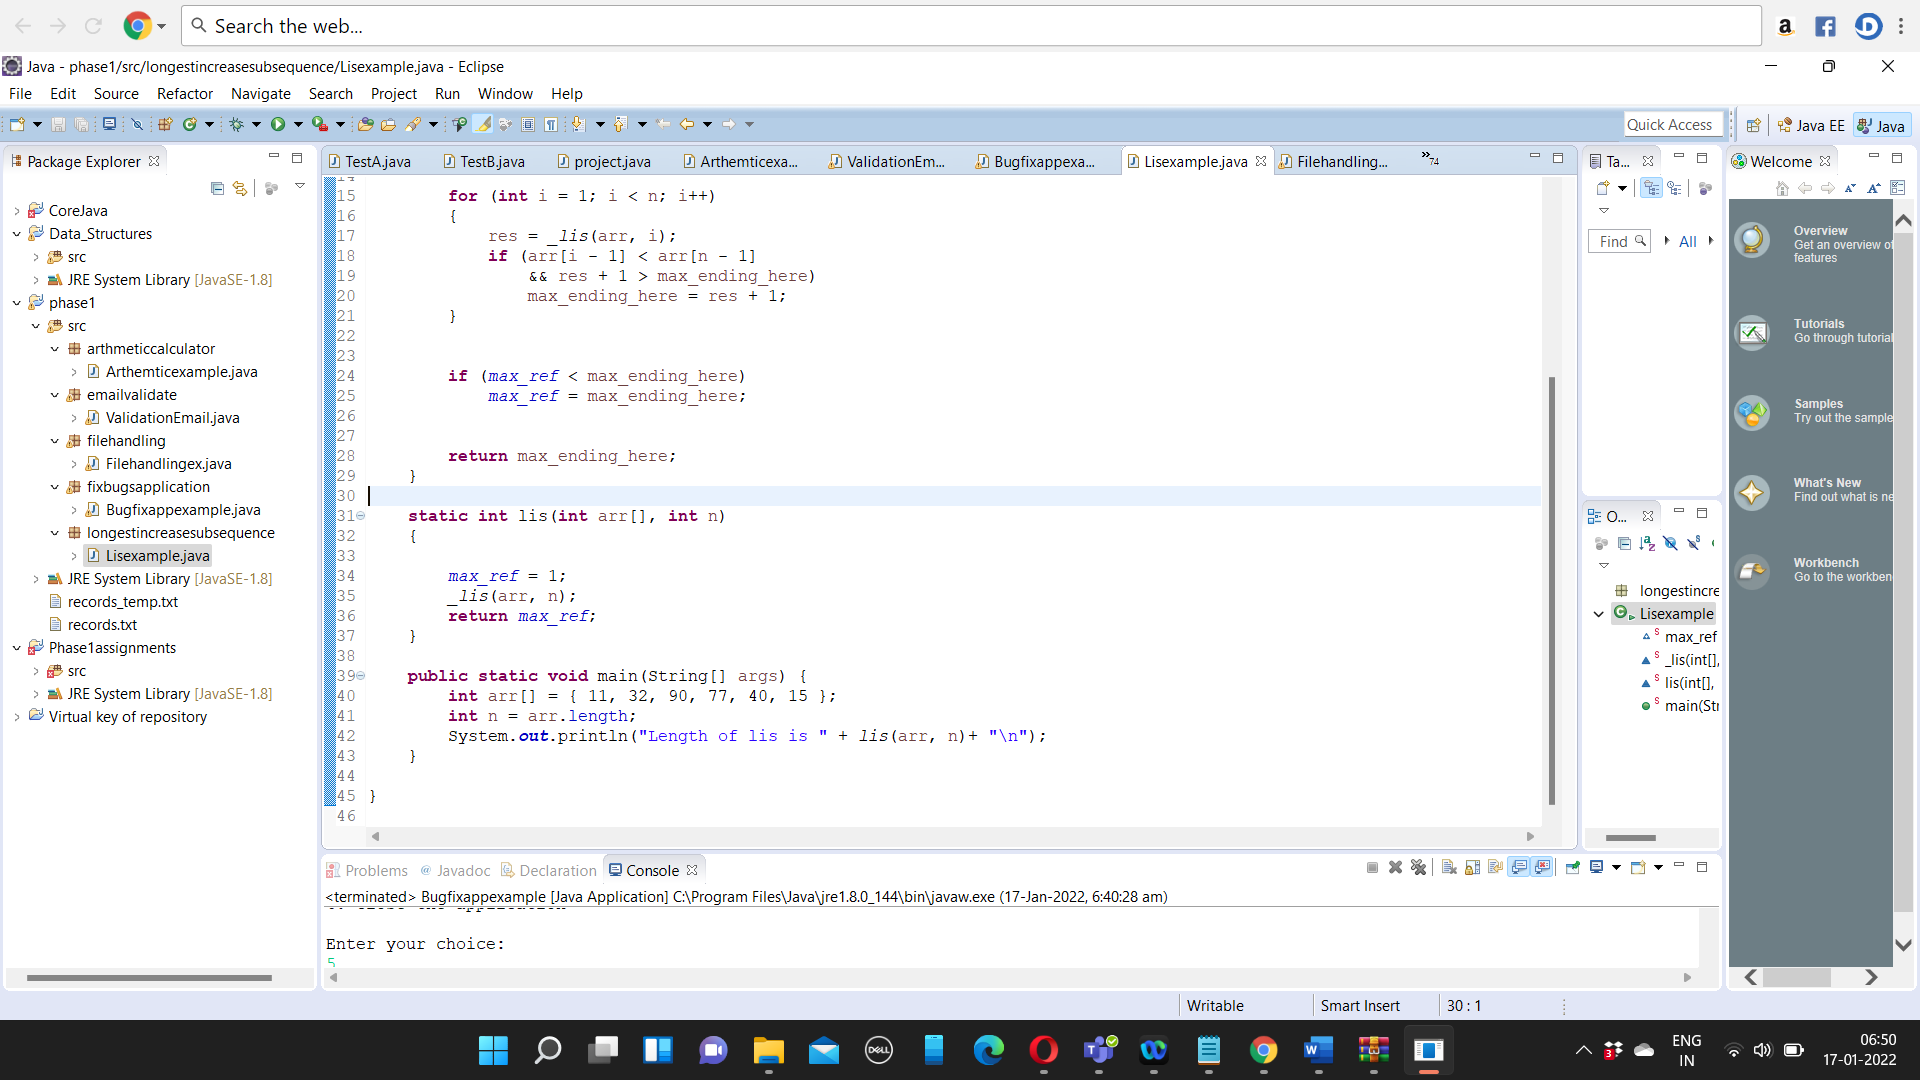 Search the web...
Java - phase1/src/longestincreasesubsequence/Lisexample.java - Eclipse
File Edit Source Refactor Navigate Search Project Run Window Help
Quick Access Java EE Java
Package Explorer
CoreJava
Data_Structures
src
JRE System Library [JavaSE-1.8]
phase1
src
arthmeticcalculator
Arthemticexample.java
emailvalidate
ValidationEmail.java
filehandling
Filehandlingex.java
fixbugsapplication
Bugfixappexample.java
longestincreasesubsequence
Lisexample.java
JRE System Library [JavaSE-1.8]
records_temp.txt
records.txt
Phase1assignments
src
JRE System Library [JavaSE-1.8]
Virtual key of repository
TestA.java TestB.java project.java Arthemticexa... ValidationEm... Bugfixappexa... Lisexample.java Filehandling... »74
14
15 for (int i = 1; i < n; i++)
16 {
17 res = _lis(arr, i);
18 if (arr[i - 1] < arr[n - 1]
19 && res + 1 > max_ending_here)
20 max_ending_here = res + 1;
21 }
22
23
24 if (max_ref < max_ending_here)
25 max_ref = max_ending_here;
26
27
28 return max_ending_here;
29 }
30
31 static int lis(int arr[], int n)
32 {
33
34 max_ref = 1;
35 _lis(arr, n);
36 return max_ref;
37 }
38
39 public static void main(String[] args) {
40 int arr[] = { 11, 32, 90, 77, 40, 15 };
41 int n = arr.length;
42 System.out.println("Length of lis is " + lis(arr, n)+ "\n");
43 }
44
45 }
46
Ta...
Find All
O...
longestincre
Lisexample
max_ref
_lis(int[],
lis(int[],
main(Stri
Welcome
Overview
Get an overview of
features
Tutorials
Go through tutorial
Samples
Try out the sample
What's New
Find out what is ne
Workbench
Go to the workben
Problems Javadoc Declaration Console
<terminated> Bugfixappexample [Java Application] C:\Program Files\Java\jre1.8.0_144\bin\javaw.exe (17-Jan-2022, 6:40:28 am)
Enter your choice:
5
Writable Smart Insert 30 : 1
DELL
ENG
IN
06:50
17-01-2022